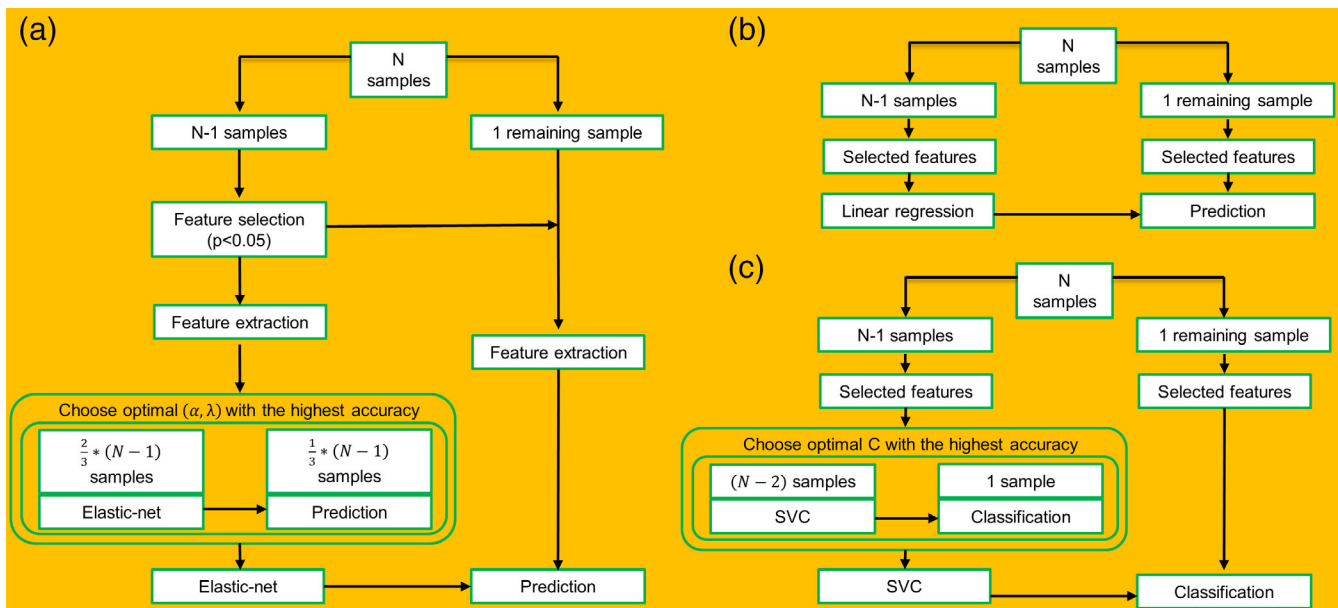 (a)
N
samples
N-1 samples
1 remaining sample
Feature selection
(p<0.05)
Feature extraction
Feature extraction
Choose optimal (α, λ) with the highest accuracy
2/3 * (N − 1)
samples
1/3 * (N − 1)
samples
Elastic-net
Prediction
Elastic-net
Prediction
(b)
N
samples
N-1 samples
1 remaining sample
Selected features
Selected features
Linear regression
Prediction
(c)
N
samples
N-1 samples
1 remaining sample
Selected features
Selected features
Choose optimal C with the highest accuracy
(N − 2) samples
1 sample
SVC
Classification
SVC
Classification